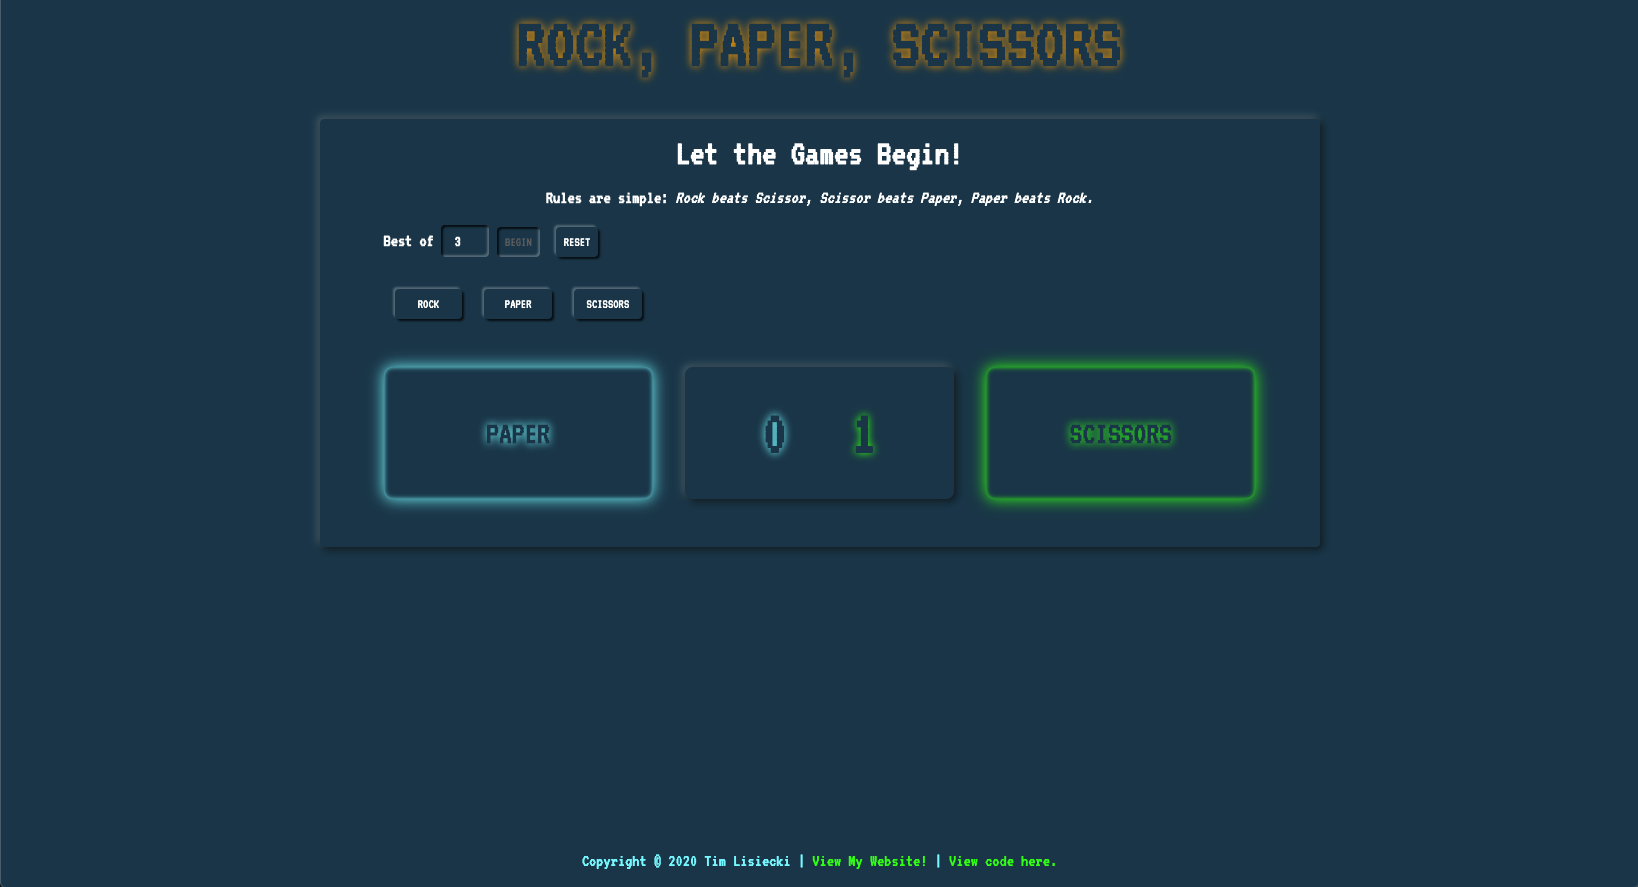 ROCK, PAPER, SCISSORS
Let the Games Begin!
Rules are simple: Rock beats Scissor, Scissor beats Paper, Paper beats Rock.
Best of 3 BEGIN RESET
ROCK PAPER SCISSORS
PAPER 0 1 SCISSORS
Copyright @ 2020 Tim Lisiecki | View My Website! | View code here.